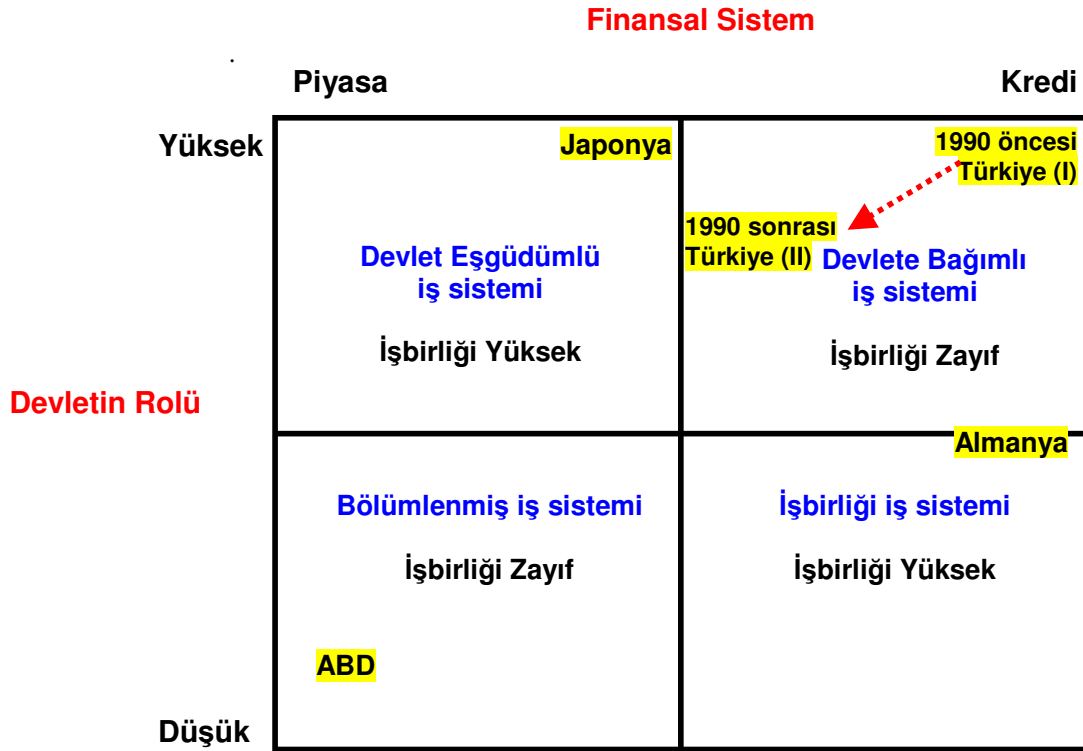 Finansal Sistem
.
Piyasa
Kredi
Yüksek
Japonya
1990 öncesi
Türkiye (I)
1990 sonrası
Türkiye (II)
Devlet Eşgüdümlü
iş sistemi
Devlete Bağımlı
iş sistemi
İşbirliği Yüksek
İşbirliği Zayıf
Devletin Rolü
Almanya
Bölümlenmiş iş sistemi
İşbirliği iş sistemi
İşbirliği Zayıf
İşbirliği Yüksek
ABD
Düşük